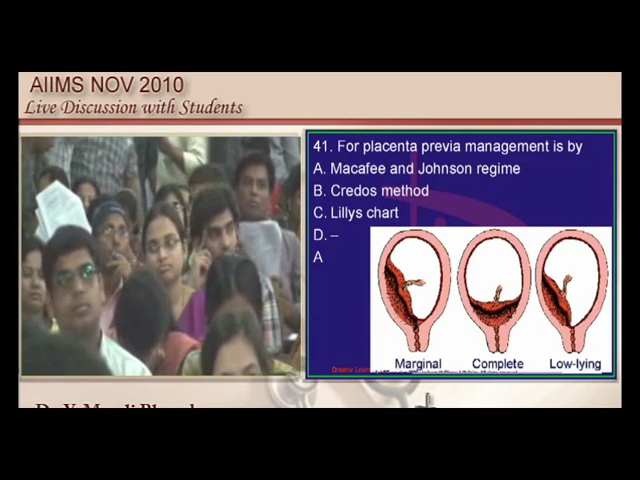 AIIMS NOV 2010
Live Discussion with Students
41. For placenta previa management is by
A. Macafee and Johnson regime
B. Credos method
C. Lillys chart
D. –
A
Marginal Complete Low-lying